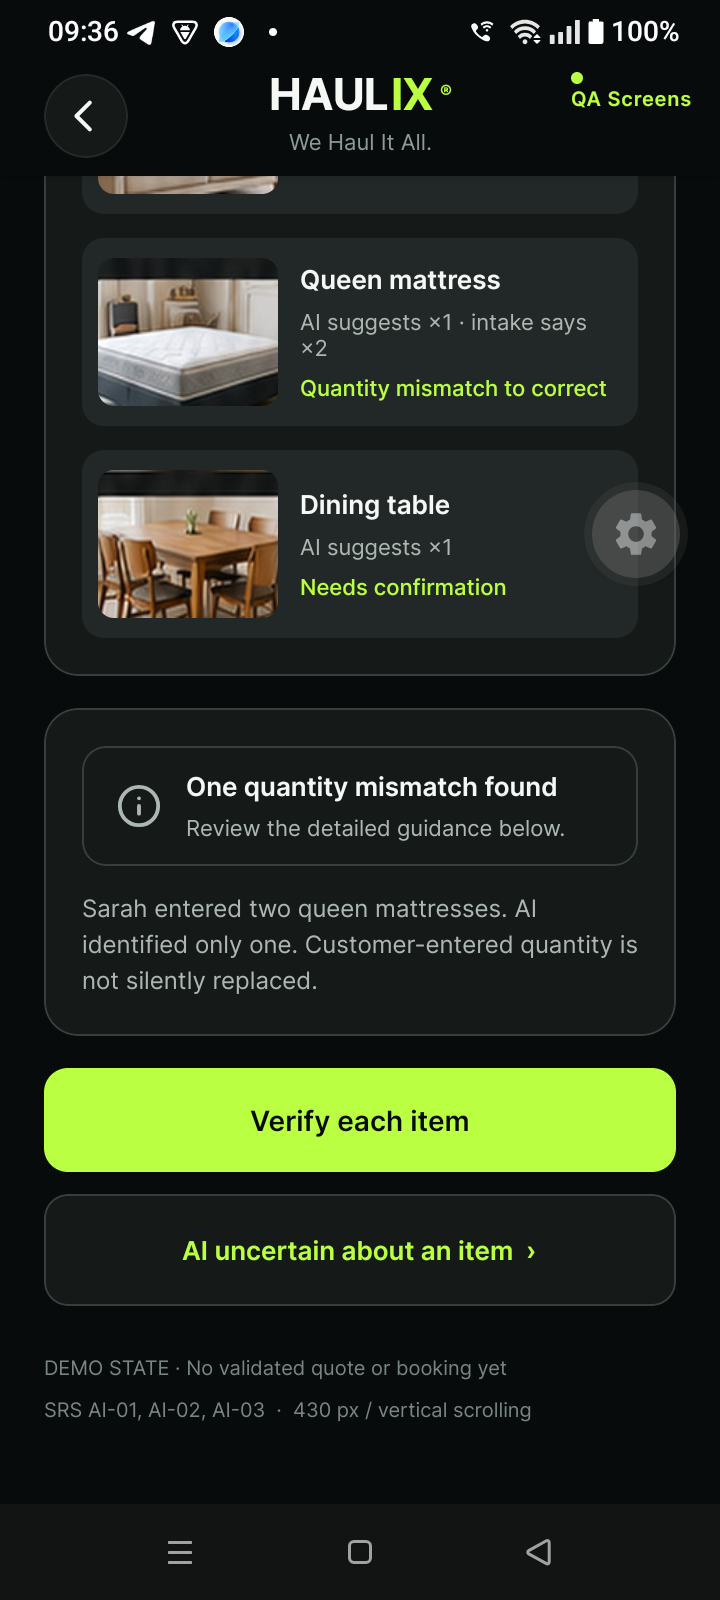 09:36
100%
HAULIX ®
QA Screens
We Haul It All.
Queen mattress
AI suggests ×1 · intake says
×2
Quantity mismatch to correct
Dining table
AI suggests ×1
Needs confirmation
One quantity mismatch found
Review the detailed guidance below.
Sarah entered two queen mattresses. AI
identified only one. Customer-entered quantity is
not silently replaced.
Verify each item
AI uncertain about an item ›
DEMO STATE · No validated quote or booking yet
SRS AI-01, AI-02, AI-03 · 430 px / vertical scrolling